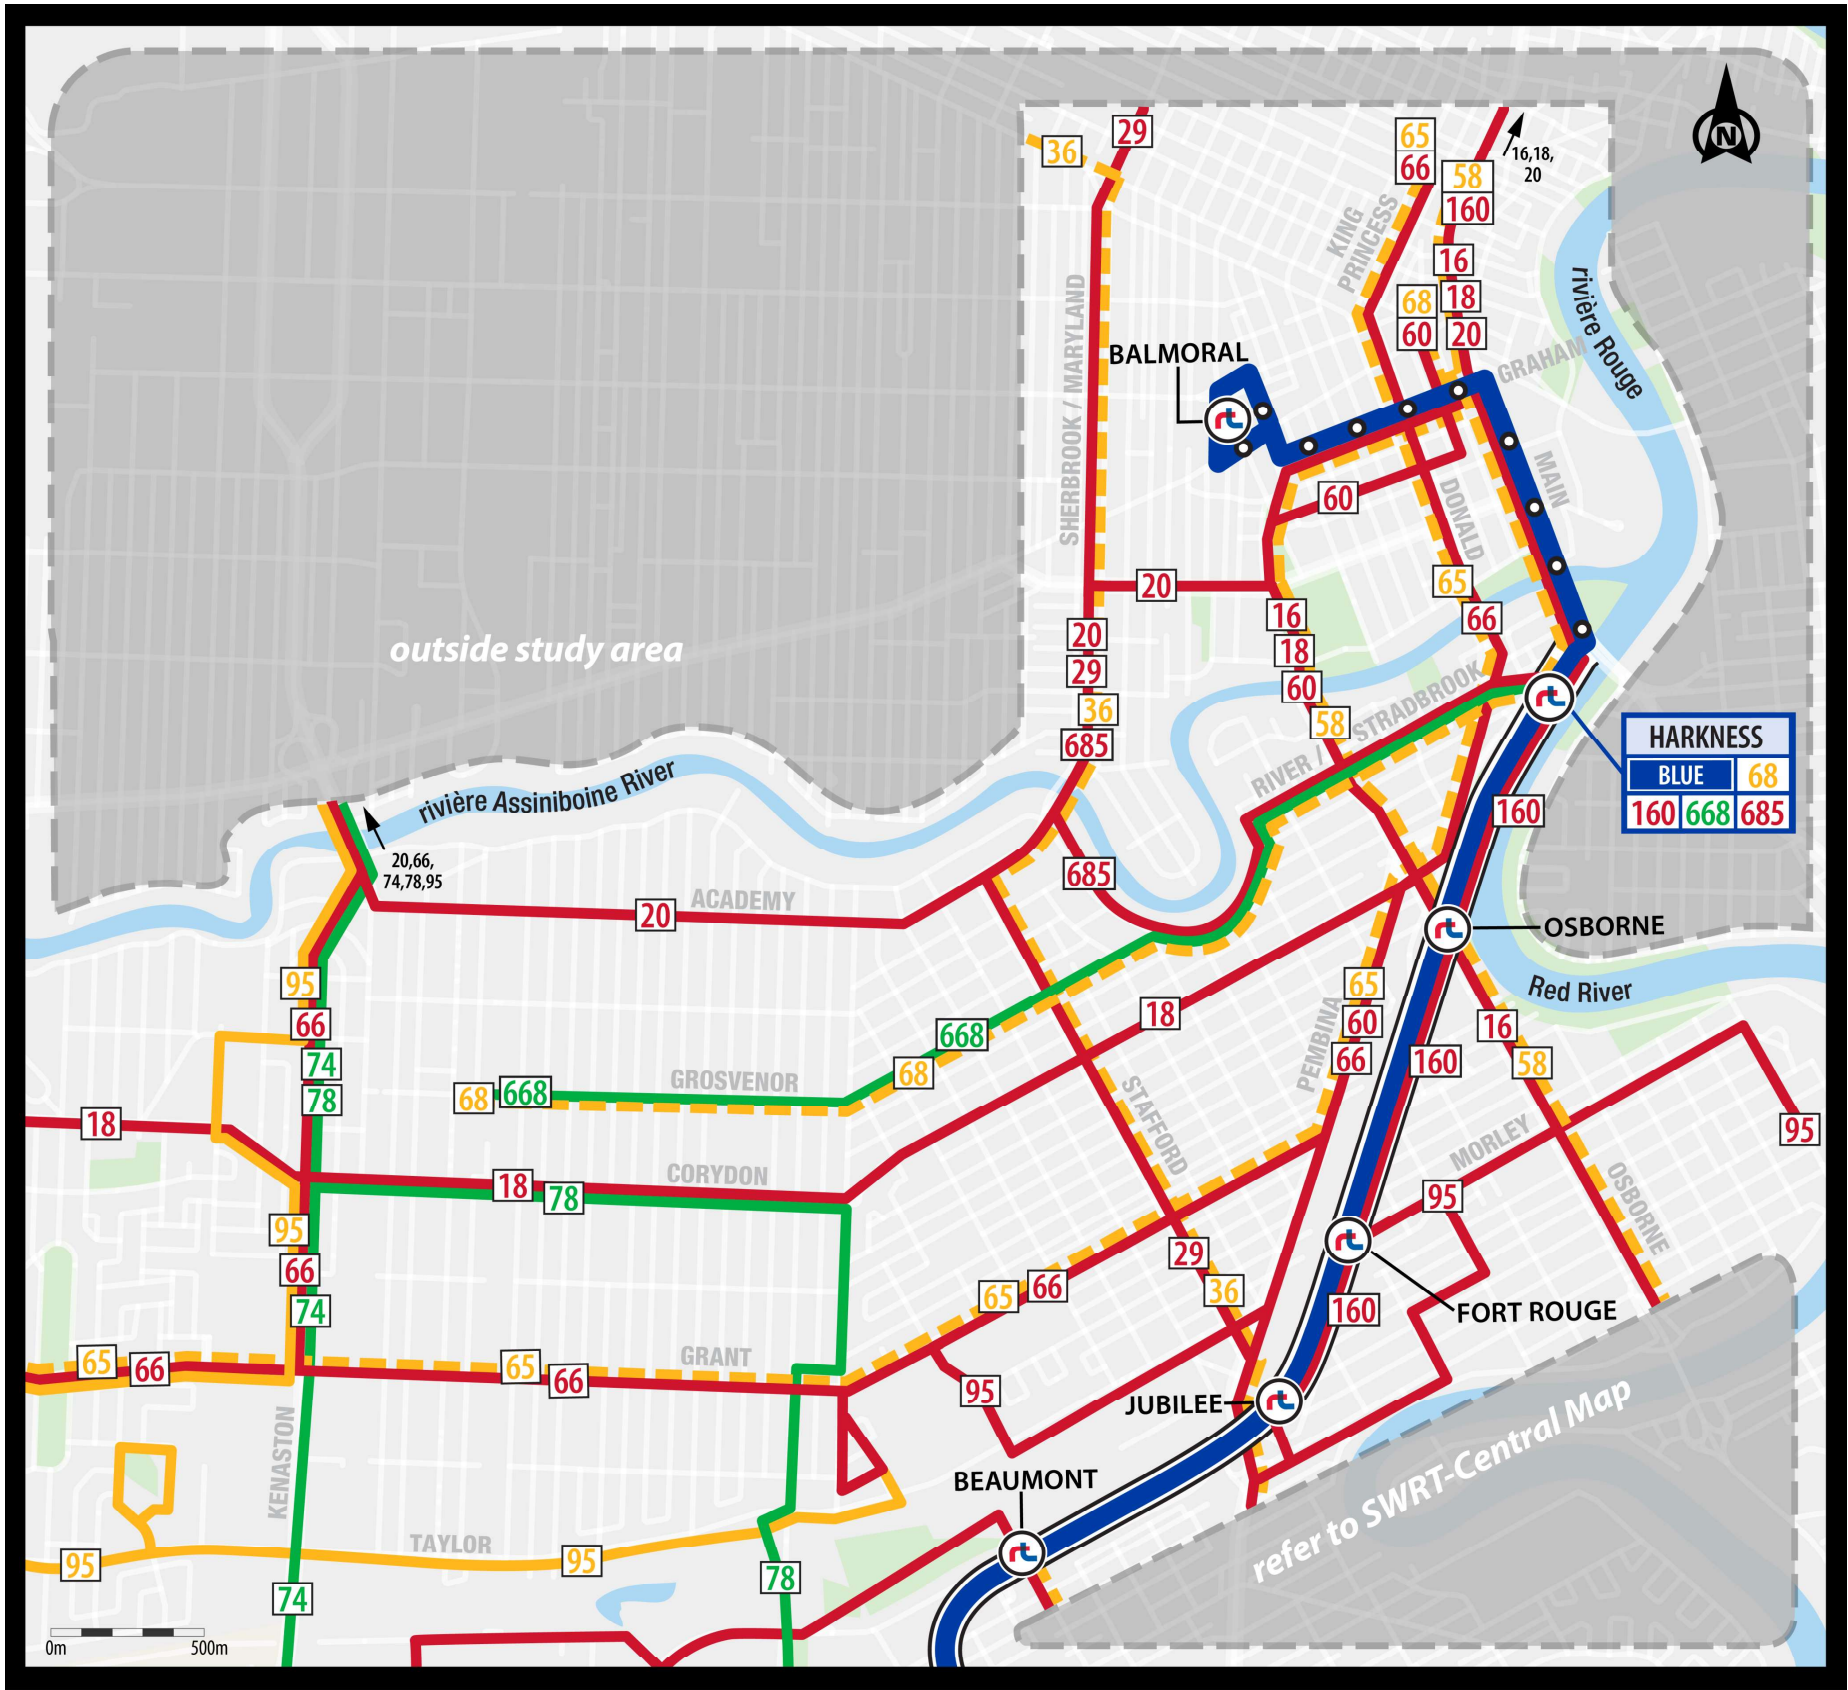 29
36
65
66
58
160
16,18,
20
N
KING
PRINCESS
16
68
18
60
20
GRAHAM
rivière Rouge
BALMORAL
SHERBROOK / MARYLAND
MAIN
60
DONALD
20
65
16
66
18
20
29
60
36
58
685
RIVER / STRADBROOK
outside study area
HARKNESS
BLUE
68
160
668
685
rivière Assiniboine River
160
20,66,
74,78,95
685
ACADEMY
20
OSBORNE
95
65
Red River
66
18
60
16
668
PEMBINA
74
66
160
58
68
GROSVENOR
78
68
668
18
STAFFORD
MORLEY
95
CORYDON
18
78
95
OSBORNE
95
66
29
74
65
66
36
160
FORT ROUGE
GRANT
65
66
65
66
95
JUBILEE
KENASTON
refer to SWRT-Central Map
BEAUMONT
TAYLOR
95
95
78
74
0m
500m